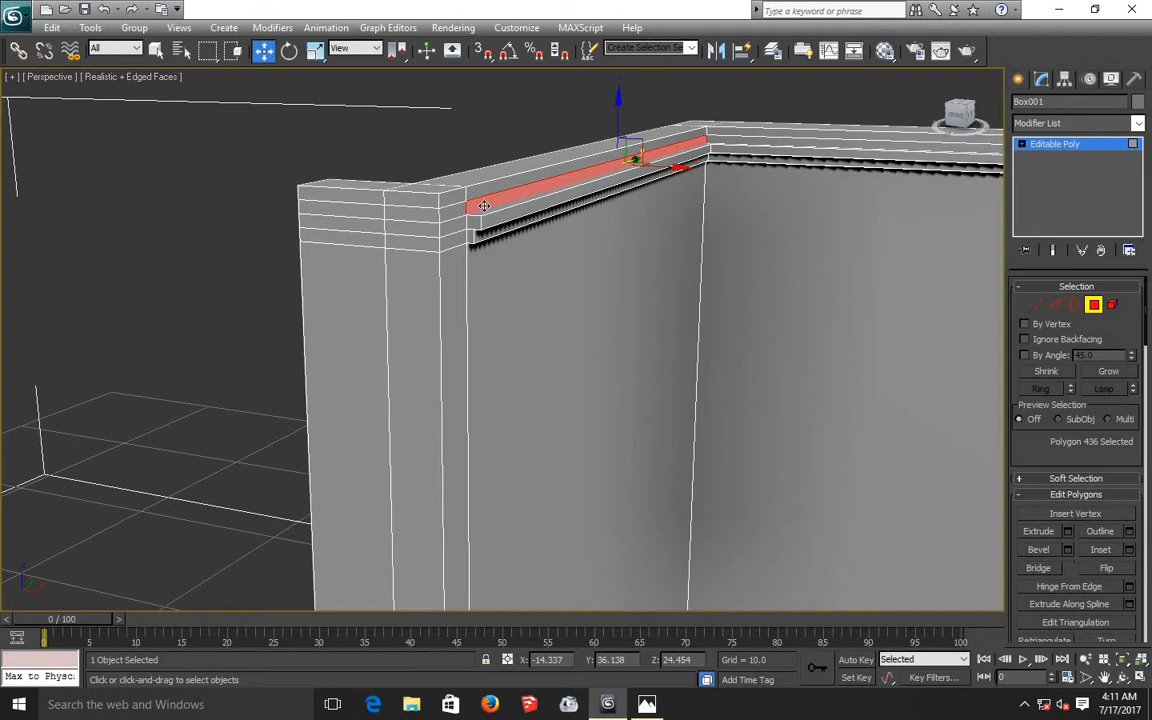 Type a keyword or phrase
Edit Tools Group Views Create Modifiers Animation Graph Editors Rendering Customize MAXScript Help
All View Create Selection Se
[ + ] [ Perspective ] [ Realistic + Edged Faces ]
FRONT
Box001
Modifier List
Editable Poly
- Selection
By Vertex
Ignore Backfacing
By Angle: 45.0
Shrink Grow
Ring Loop
Preview Selection
Off SubObj Multi
Polygon 436 Selected
+ Soft Selection
- Edit Polygons
Insert Vertex
Extrude Outline
Bevel Inset
Bridge Flip
Hinge From Edge
Extrude Along Spline
Edit Triangulation
Retriangulate Turn
< 0 / 100 >
0 5 10 15 20 25 30 35 40 45 50 55 60 65 70 75 80 85 90 95 100
1 Object Selected X: -14.337 Y: 36.138 Z: 24.454 Grid = 10.0 Auto Key Selected
Max to Physc Click or click-and-drag to select objects Add Time Tag Set Key Key Filters... 0
Search the web and Windows
4:11 AM
7/17/2017